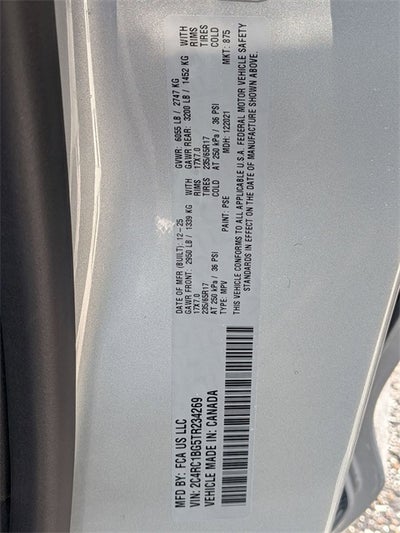 MFD BY: FCA US LLC
VIN: 2C4RC1BG5TR234269
VEHICLE MADE IN: CANADA
DATE OF MFR (BUILT): 12-25 GVWR: 6055 LB / 2747 KG
GAWR FRONT: 2950 LB / 1339 KG WITH GAWR REAR: 3200 LB / 1452 KG WITH
17X7.0 RIMS 17X7.0 RIMS
235/65R17 TIRES 235/65R17 TIRES
AT 250 kPa / 36 PSI COLD AT 250 kPa / 36 PSI COLD
TYPE: MPV PAINT: PSE MDH: 122021 MKT: 875
THIS VEHICLE CONFORMS TO ALL APPLICABLE U.S.A. FEDERAL MOTOR VEHICLE SAFETY
STANDARDS IN EFFECT ON THE DATE OF MANUFACTURE SHOWN ABOVE.